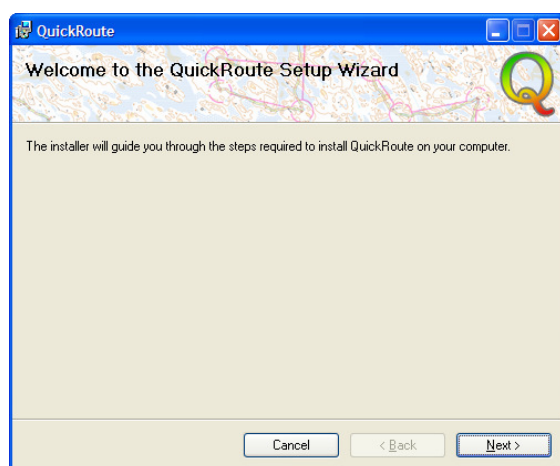 QuickRoute
Welcome to the QuickRoute Setup Wizard
Q
The installer will guide you through the steps required to install QuickRoute on your computer.
Cancel
< Back
Next >